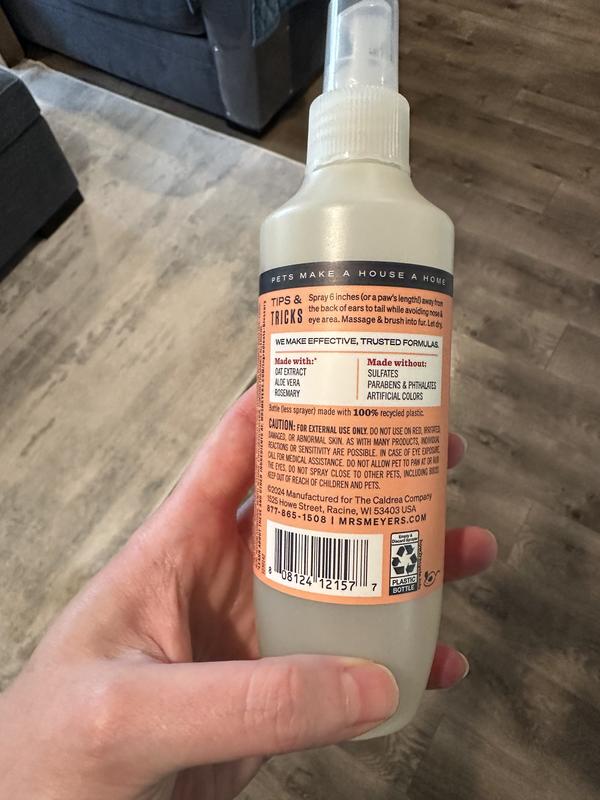 PETS MAKE A HOUSE A HOME
TIPS &
TRICKS
Spray 6 inches (or a paw's length!) away from
the back of ears to tail while avoiding nose &
eye area. Massage & brush into fur. Let dry.
WE MAKE EFFECTIVE, TRUSTED FORMULAS.
Made with:*
OAT EXTRACT
ALOE VERA
ROSEMARY
Made without:
SULFATES
PARABENS & PHTHALATES
ARTIFICIAL COLORS
Bottle (less sprayer) made with 100% recycled plastic.
CAUTION: FOR EXTERNAL USE ONLY. DO NOT USE ON RED, IRRITATED,
DAMAGED, OR ABNORMAL SKIN. AS WITH MANY PRODUCTS, INDIVIDUAL
REACTIONS OR SENSITIVITY ARE POSSIBLE. IN CASE OF EYE EXPOSURE,
CALL FOR MEDICAL ASSISTANCE. DO NOT ALLOW PET TO PAW AT OR RUB
THE EYES. DO NOT SPRAY CLOSE TO OTHER PETS, INCLUDING BIRDS.
KEEP OUT OF REACH OF CHILDREN AND PETS.
©2024 Manufactured for The Caldrea Company
1525 Howe Street, Racine, WI 53403 USA
877-865-1508 | MRSMEYERS.COM
8 08124 12157 7
Empty &
Discard Sprayer
PLASTIC
BOTTLE